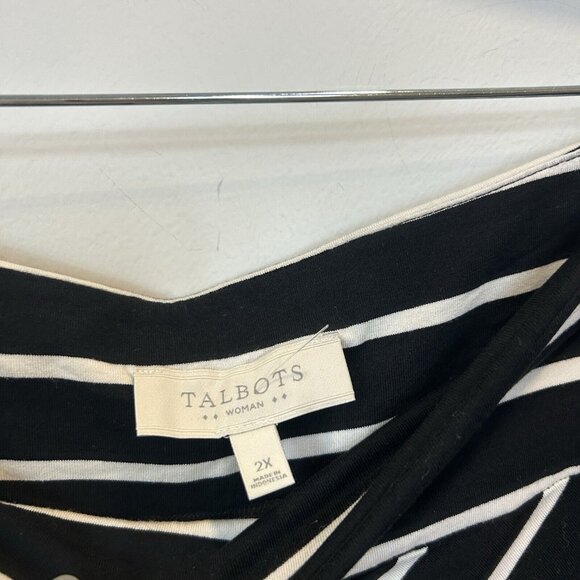 TALBOTS
WOMAN
2X
MADE IN
INDONESIA